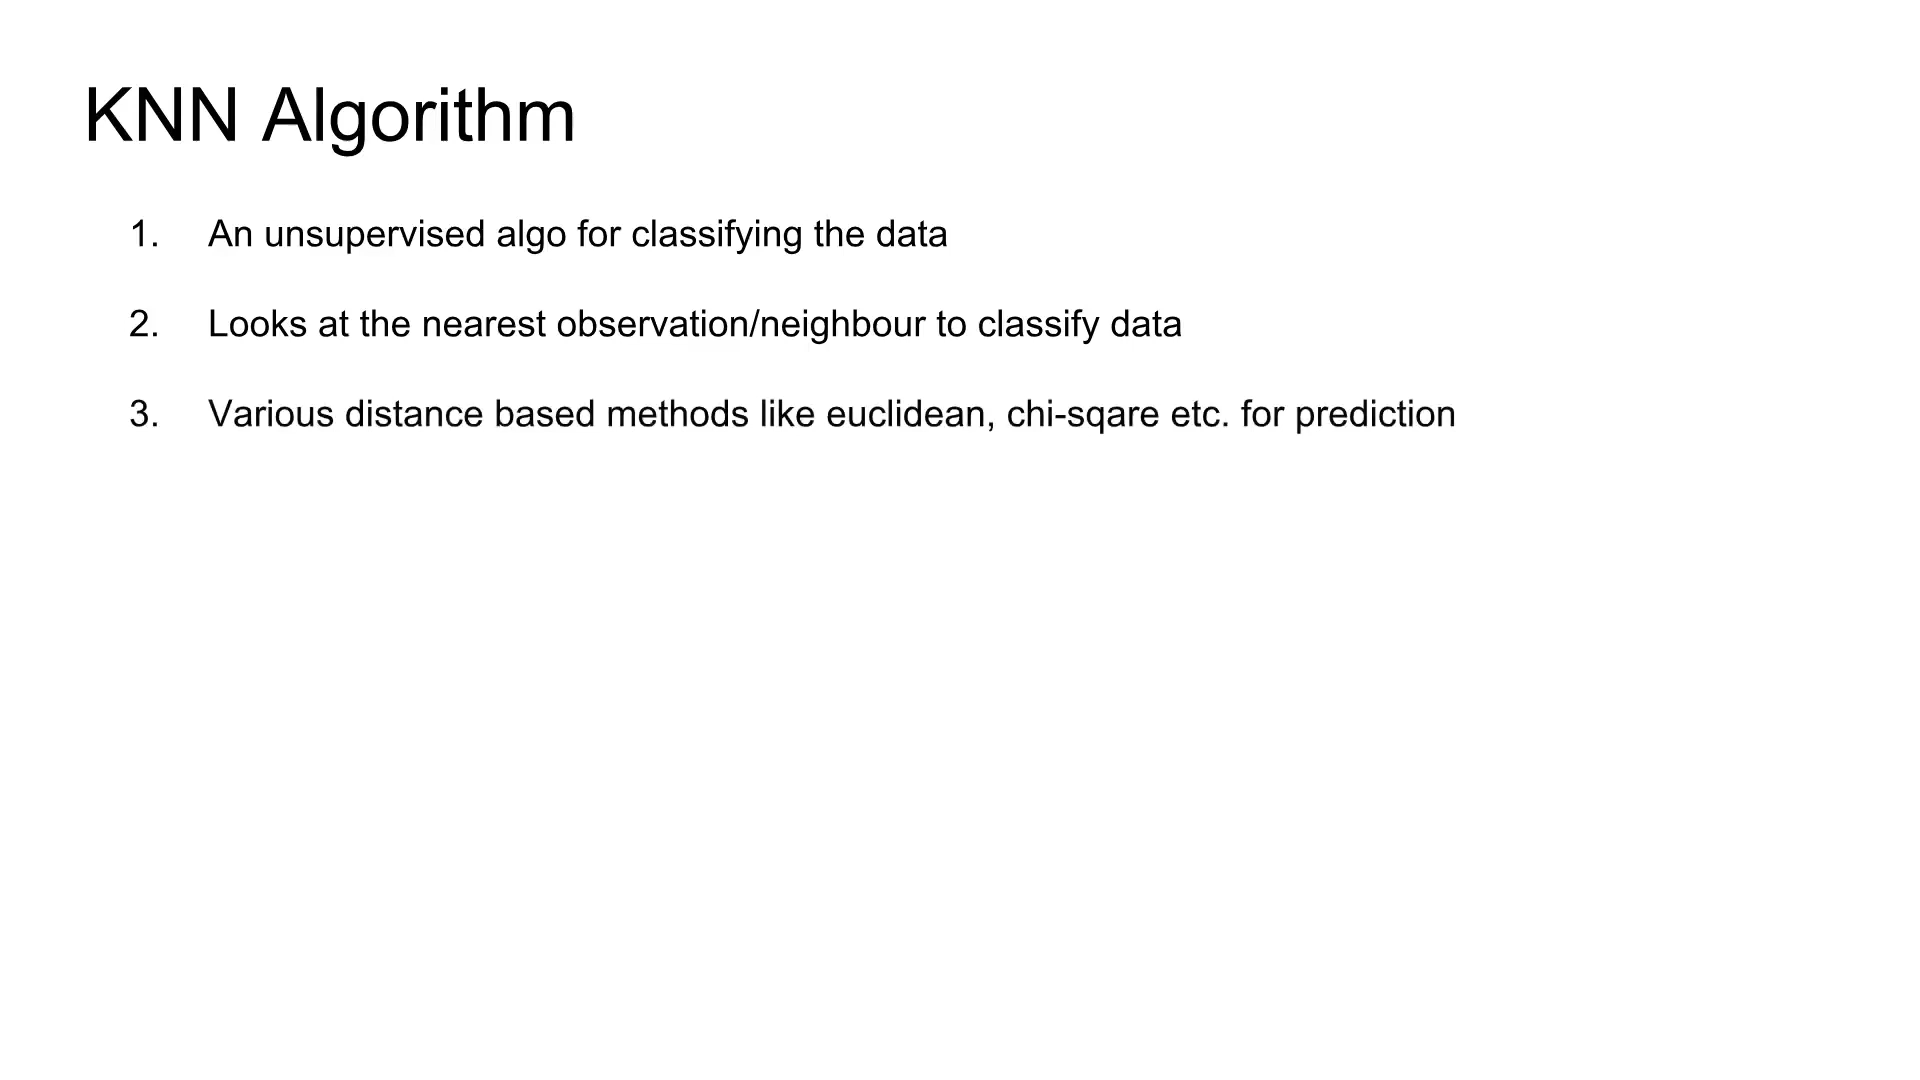 KNN Algorithm
1. An unsupervised algo for classifying the data
2. Looks at the nearest observation/neighbour to classify data
3. Various distance based methods like euclidean, chi-sqare etc. for prediction